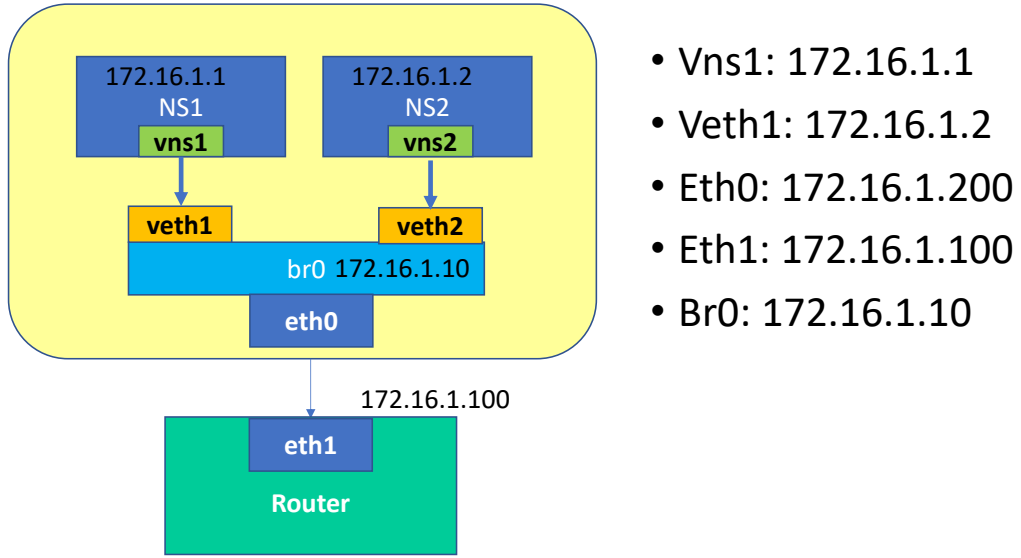 172.16.1.1
NS1
vns1
172.16.1.2
NS2
vns2
veth1
veth2
br0 172.16.1.10
eth0
172.16.1.100
eth1
Router
• Vns1: 172.16.1.1
• Veth1: 172.16.1.2
• Eth0: 172.16.1.200
• Eth1: 172.16.1.100
• Br0: 172.16.1.10